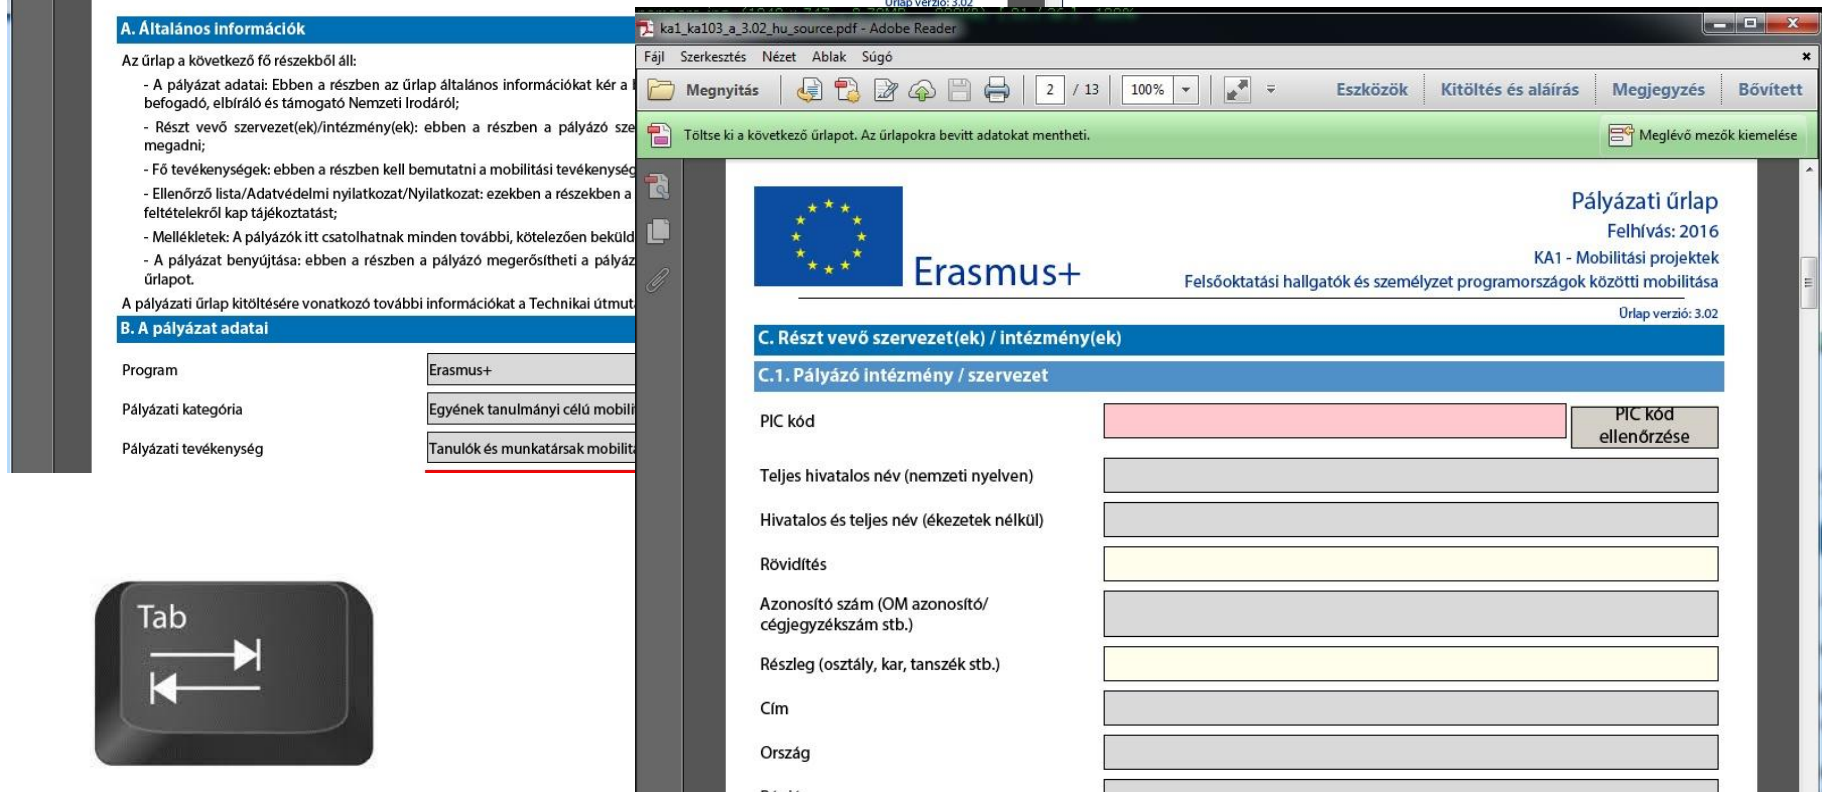 Űrlap verzió: 3.02
A. Általános információk
Az űrlap a következő fő részekből áll:
- A pályázat adatai: Ebben a részben az űrlap általános információkat kér a
befogadó, elbíráló és támogató Nemzeti Irodáról;
- Részt vevő szervezet(ek)/intézmény(ek): ebben a részben a pályázó sze
megadni;
- Fő tevékenységek: ebben a részben kell bemutatni a mobilitási tevékenység
- Ellenőrző lista/Adatvédelmi nyilatkozat/Nyilatkozat: ezekben a részekben a
feltételekről kap tájékoztatást;
- Mellékletek: A pályázók itt csatolhatnak minden további, kötelezően beküld
- A pályázat benyújtása: ebben a részben a pályázó megerősítheti a pályáz
űrlapot.
A pályázati űrlap kitöltésére vonatkozó további információkat a Technikai útmut
B. A pályázat adatai
Program Erasmus+
Pályázati kategória Egyének tanulmányi célú mobili
Pályázati tevékenység Tanulók és munkatársak mobilitá
Tab
ka1_ka103_a_3.02_hu_source.pdf - Adobe Reader
Fájl Szerkesztés Nézet Ablak Súgó
Megnyitás 2 / 13 100% Eszközök Kitöltés és aláírás Megjegyzés Bővített
Töltse ki a következő űrlapot. Az űrlapokra bevitt adatokat mentheti. Meglévő mezők kiemelése
Erasmus+
Pályázati űrlap
Felhívás: 2016
KA1 - Mobilitási projektek
Felsőoktatási hallgatók és személyzet programországok közötti mobilitása
Űrlap verzió: 3.02
C. Részt vevő szervezet(ek) / intézmény(ek)
C.1. Pályázó intézmény / szervezet
PIC kód PIC kód
ellenőrzése
Teljes hivatalos név (nemzeti nyelven)
Hivatalos és teljes név (ékezetek nélkül)
Rövidítés
Azonosító szám (OM azonosító/
cégjegyzékszám stb.)
Részleg (osztály, kar, tanszék stb.)
Cím
Ország